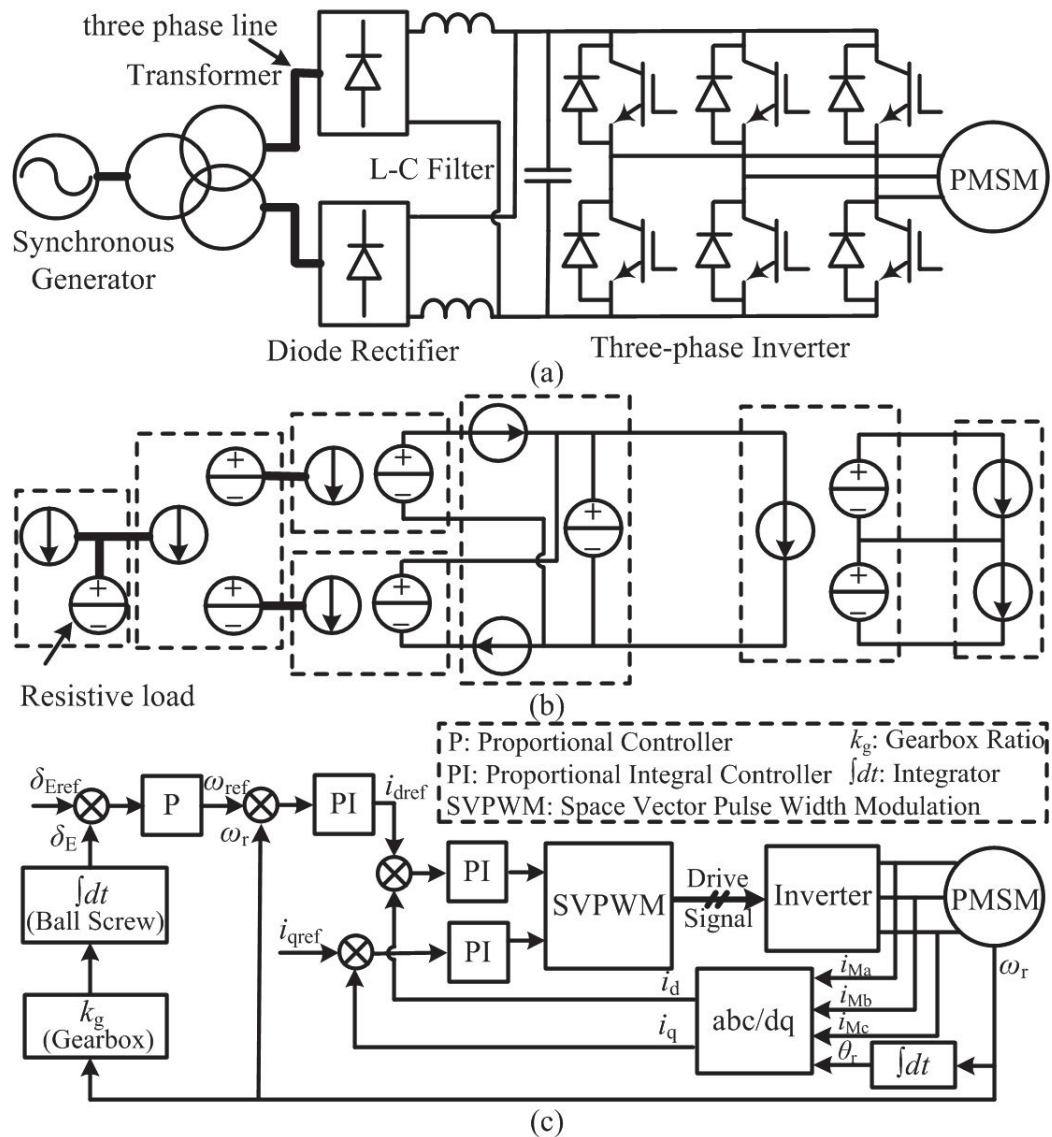 three phase line
Transformer
L-C Filter
PMSM
Synchronous
Generator
Diode Rectifier
Three-phase Inverter
(a)
+
−
+
−
+
−
+
−
+
−
+
−
+
−
+
−
Resistive load
(b)
P: Proportional Controller
kg: Gearbox Ratio
PI: Proportional Integral Controller
∫dt: Integrator
SVPWM: Space Vector Pulse Width Modulation
δEref
P
ωref
PI
idref
δE
ωr
∫dt
(Ball Screw)
PI
SVPWM
Drive
Signal
Inverter
PMSM
iqref
PI
kg
(Gearbox)
id
iq
abc/dq
iMa
iMb
iMc
θr
∫dt
ωr
(c)